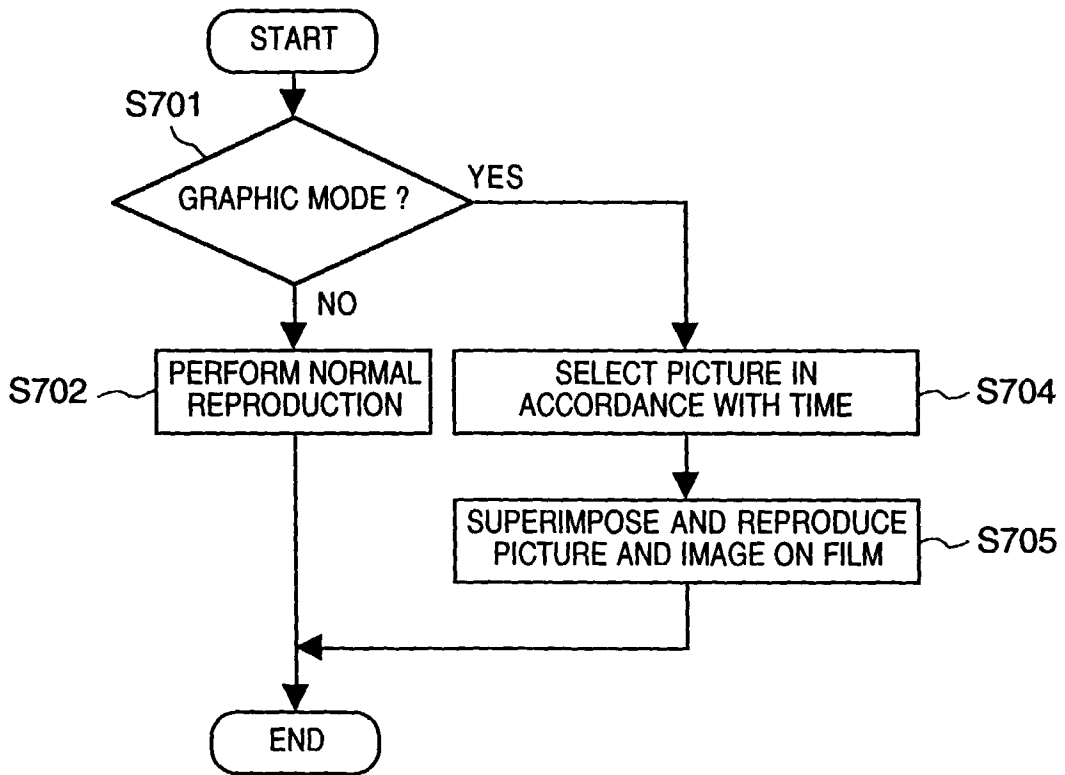 START
S701
GRAPHIC MODE ?
YES
NO
S702
PERFORM NORMAL
REPRODUCTION
SELECT PICTURE IN
ACCORDANCE WITH TIME
S704
SUPERIMPOSE AND REPRODUCE
PICTURE AND IMAGE ON FILM
S705
END